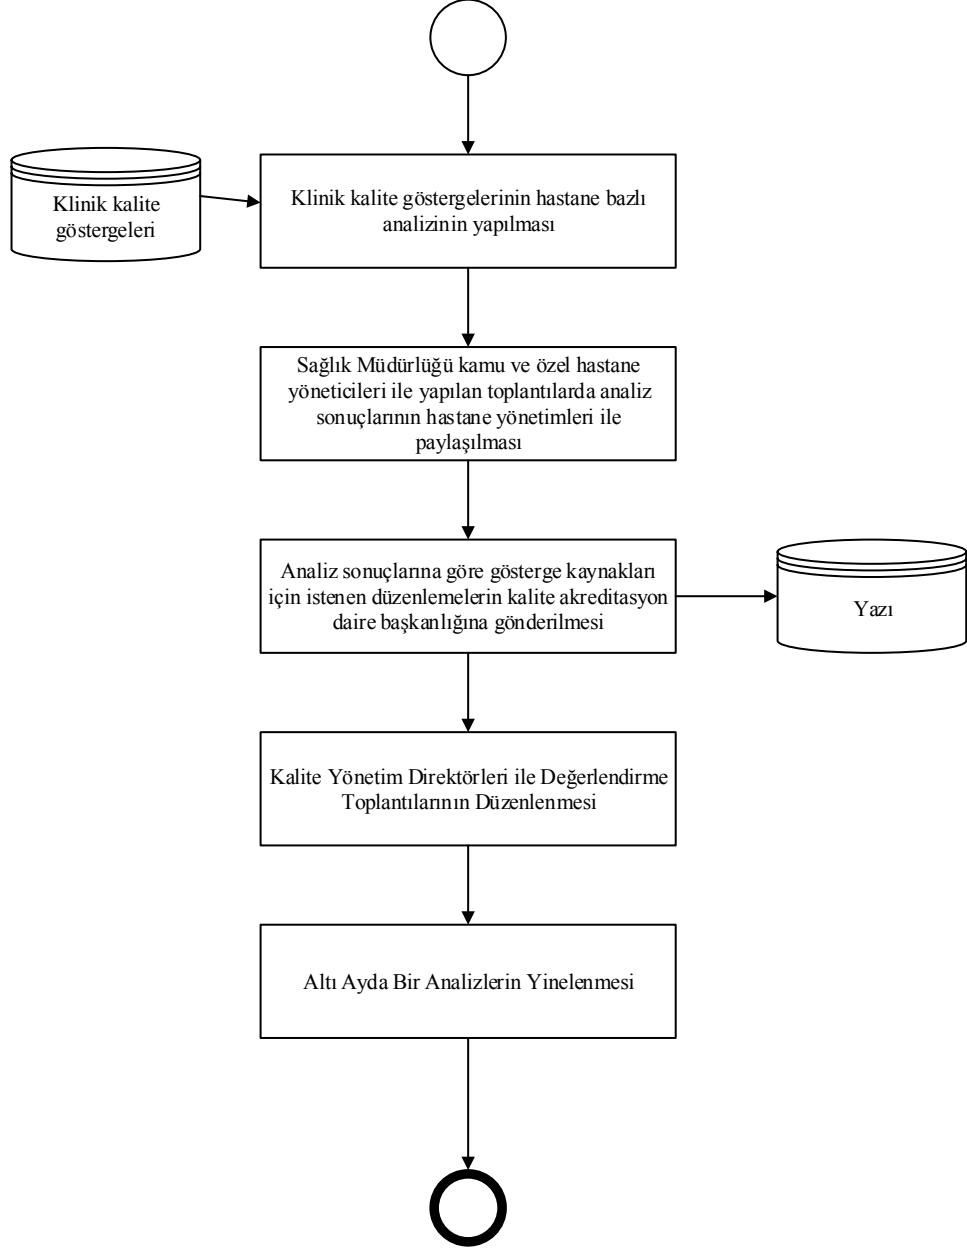 Klinik kalite
göstergeleri
Klinik kalite göstergelerinin hastane bazlı
analizinin yapılması
Sağlık Müdürlüğü kamu ve özel hastane
yöneticileri ile yapılan toplantılarda analiz
sonuçlarının hastane yönetimleri ile
paylaşılması
Analiz sonuçlarına göre gösterge kaynakları
için istenen düzenlemelerin kalite akreditasyon
daire başkanlığına gönderilmesi
Yazı
Kalite Yönetim Direktörleri ile Değerlendirme
Toplantılarının Düzenlenmesi
Altı Ayda Bir Analizlerin Yinelenmesi